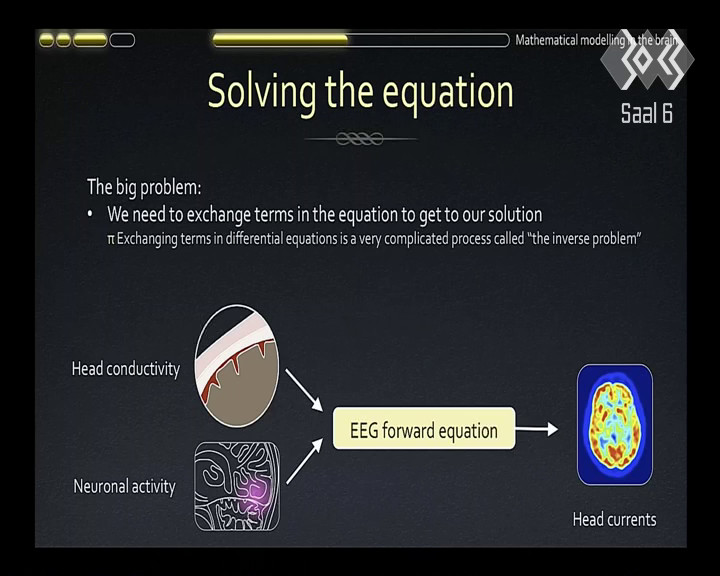 Mathematical modelling in the brain
Saal 6
Solving the equation
The big problem:
• We need to exchange terms in the equation to get to our solution
π Exchanging terms in differential equations is a very complicated process called “the inverse problem”
Head conductivity
EEG forward equation
Neuronal activity
Head currents